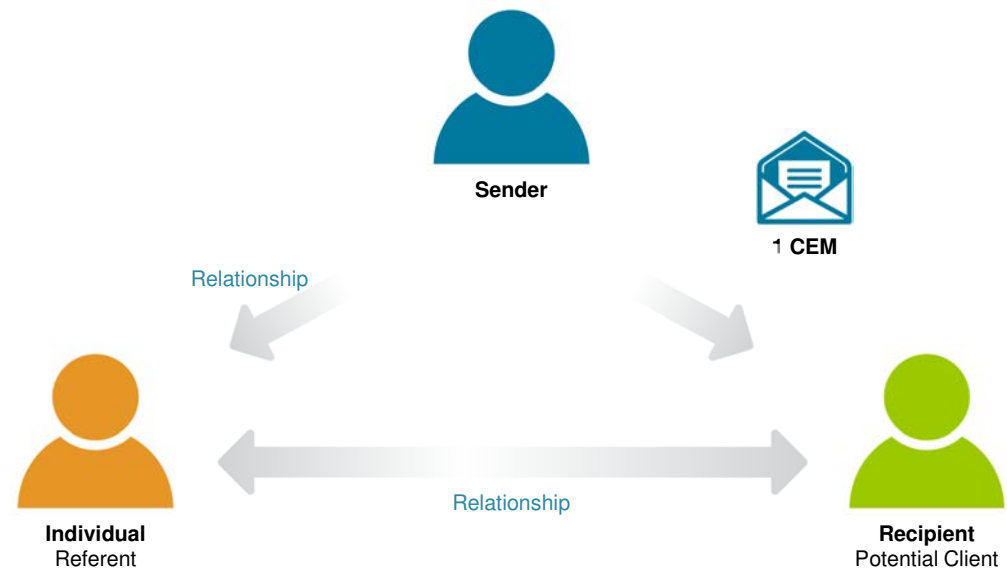 Sender
1 CEM
Relationship
Relationship
Individual
Referent
Recipient
Potential Client